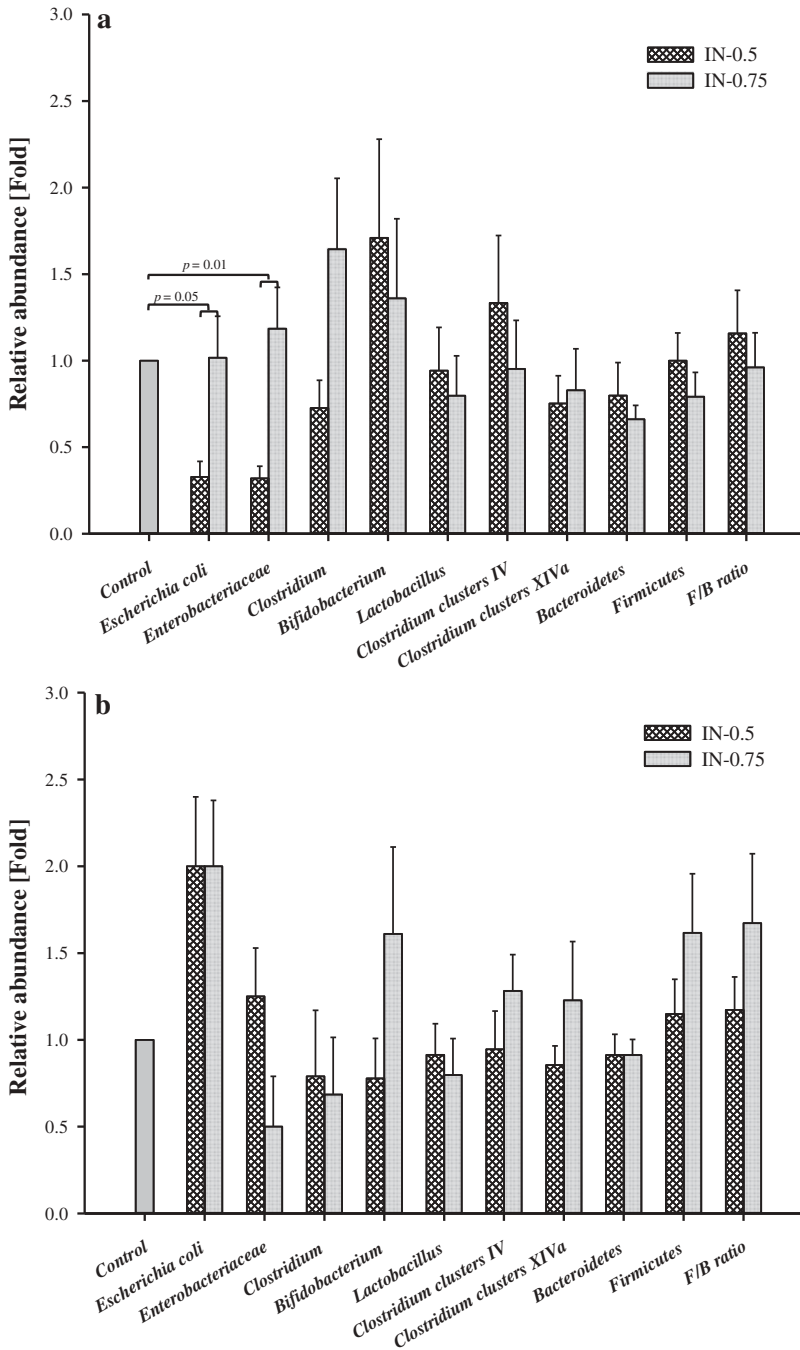 a
Relative abundance [Fold]
3.0
2.5
2.0
1.5
1.0
0.5
0.0
IN-0.5
IN-0.75
p = 0.01
p = 0.05
Control
Escherichia coli
Enterobacteriaceae
Clostridium
Bifidobacterium
Lactobacillus
Clostridium clusters IV
Clostridium clusters XIVa
Bacteroidetes
Firmicutes
F/B ratio
b
Relative abundance [Fold]
3.0
2.5
2.0
1.5
1.0
0.5
0.0
IN-0.5
IN-0.75
Control
Escherichia coli
Enterobacteriaceae
Clostridium
Bifidobacterium
Lactobacillus
Clostridium clusters IV
Clostridium clusters XIVa
Bacteroidetes
Firmicutes
F/B ratio